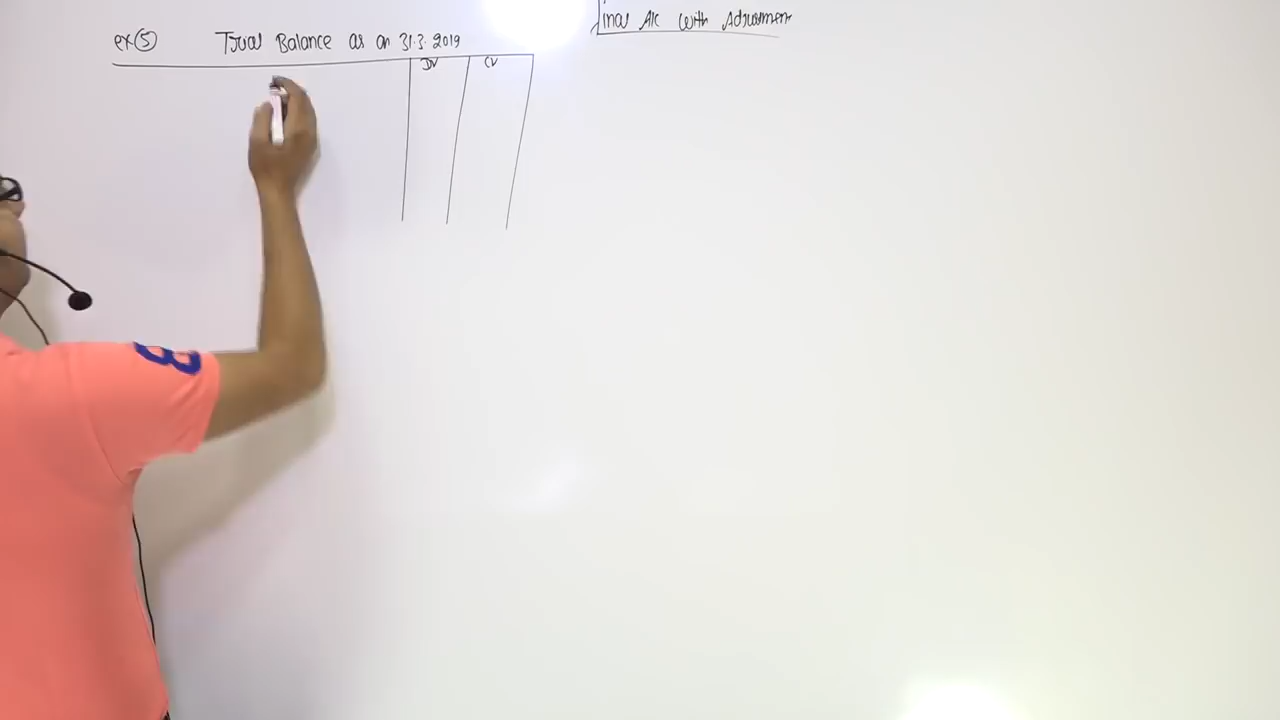 Final A/c with Adjustment
ex (5) Trial Balance as on 31.3.2019
Dr Cr